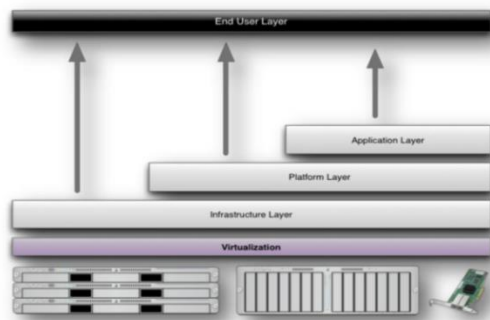 End User Layer
Application Layer
Platform Layer
Infrastructure Layer
Virtualization